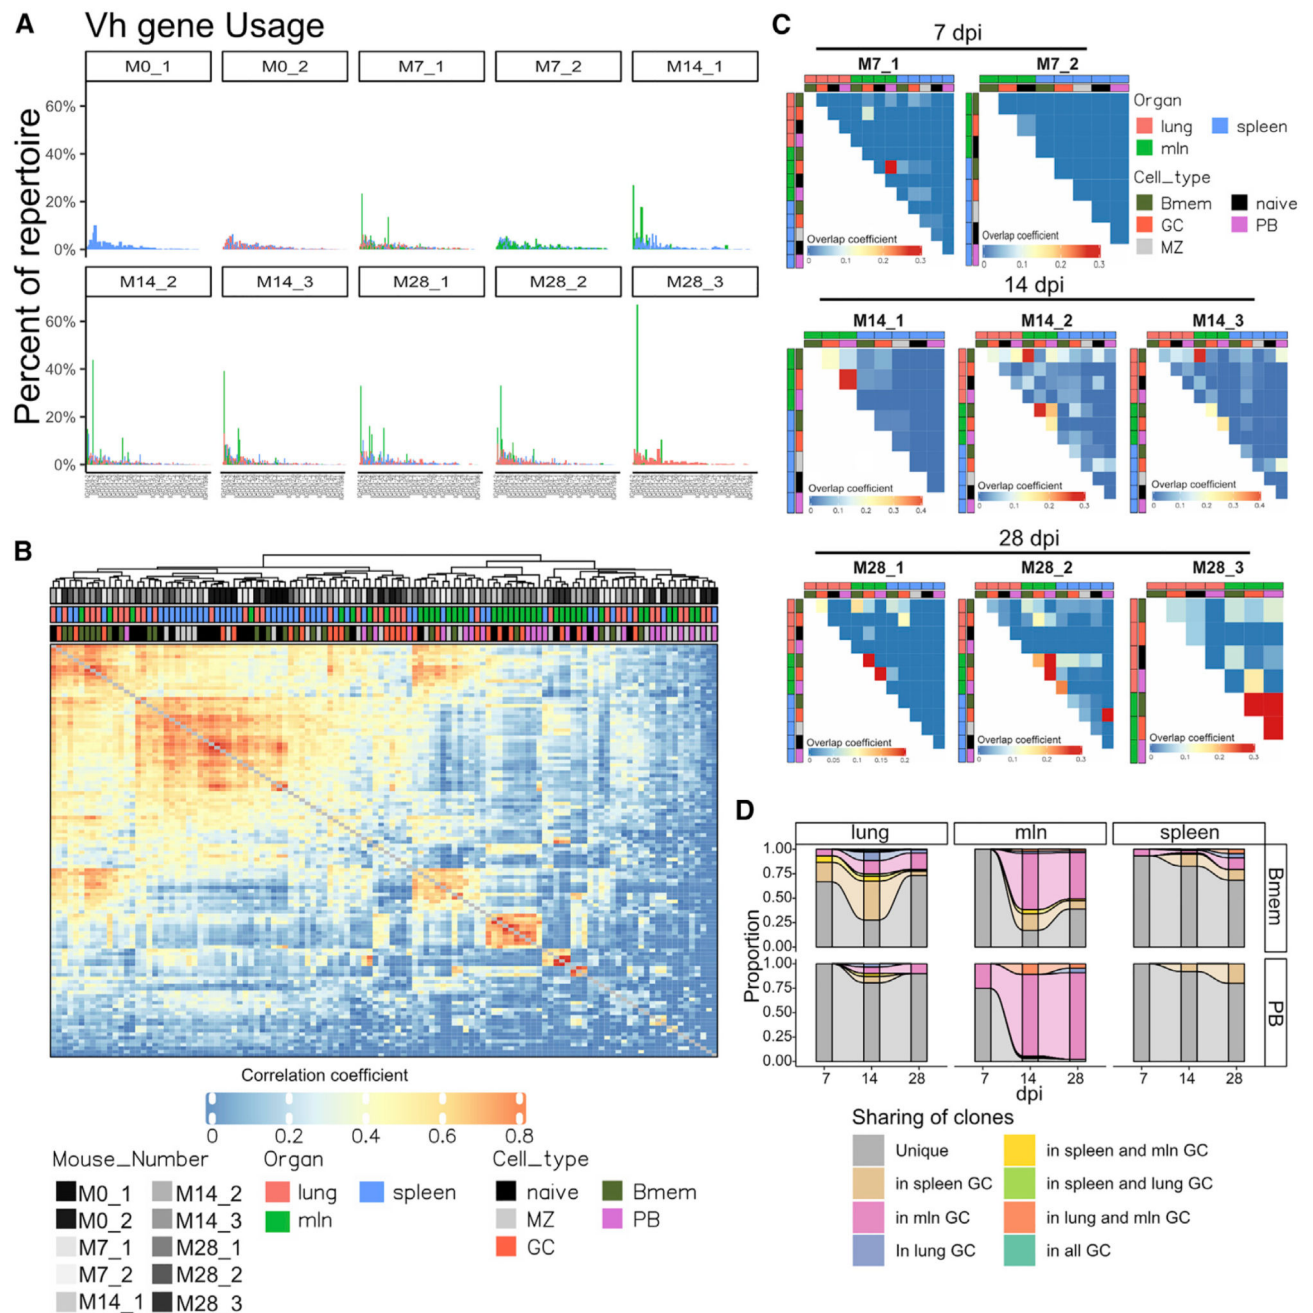 A
Vh gene Usage
M0_1
M0_2
M7_1
M7_2
M14_1
60%
40%
20%
0%
M14_2
M14_3
M28_1
M28_2
M28_3
60%
40%
20%
0%
Percent of repertoire
B
Correlation coefficient
0
0.2
0.4
0.6
0.8
Mouse_Number
M0_1
M0_2
M7_1
M7_2
M14_1
M14_2
M14_3
M28_1
M28_2
M28_3
Organ
lung
spleen
mln
Cell_type
naive
Bmem
MZ
PB
GC
C
7 dpi
M7_1
M7_2
Overlap coefficient
0
0.1
0.2
0.3
Overlap coefficient
0
0.1
0.2
0.3
Organ
lung
spleen
mln
Cell_type
Bmem
naive
GC
PB
MZ
14 dpi
M14_1
M14_2
M14_3
Overlap coefficient
0
0.1
0.2
0.3
0.4
Overlap coefficient
0
0.1
0.2
0.3
Overlap coefficient
0
0.1
0.2
0.3
0.4
28 dpi
M28_1
M28_2
M28_3
Overlap coefficient
0
0.05
0.1
0.15
0.2
Overlap coefficient
0
0.1
0.2
0.3
Overlap coefficient
0
0.1
0.2
0.3
D
lung
mln
spleen
1.00
0.75
0.50
0.25
0.00
Bmem
1.00
0.75
0.50
0.25
0.00
PB
Proportion
7
14
28
7
14
28
7
14
28
dpi
Sharing of clones
Unique
in spleen GC
in mln GC
In lung GC
in spleen and mln GC
in spleen and lung GC
in lung and mln GC
in all GC